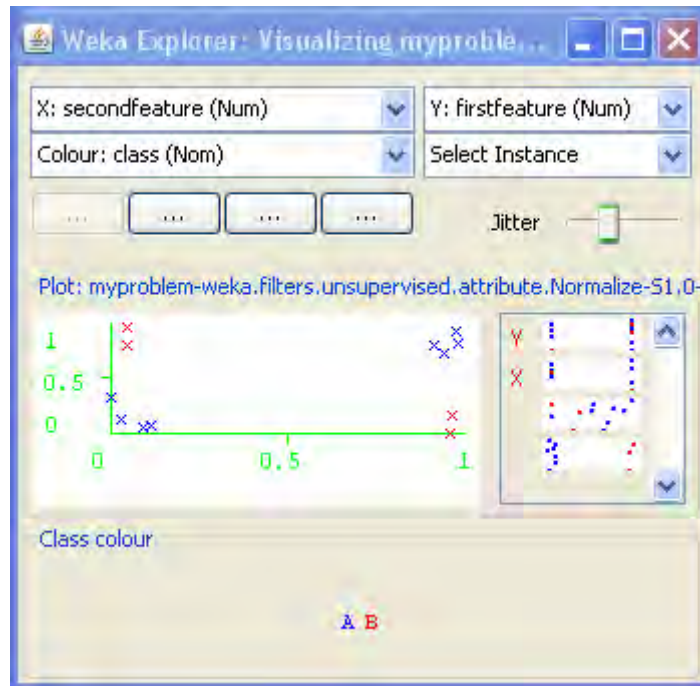 Weka Explorer: Visualizing myproble...
X: secondfeature (Num) Y: firstfeature (Num)
Colour: class (Nom) Select Instance
... ... ... ... Jitter
Plot: myproblem-weka.filters.unsupervised.attribute.Normalize-S1.0-
1
0.5
0
0 0.5 1
Y
X
Class colour
A B